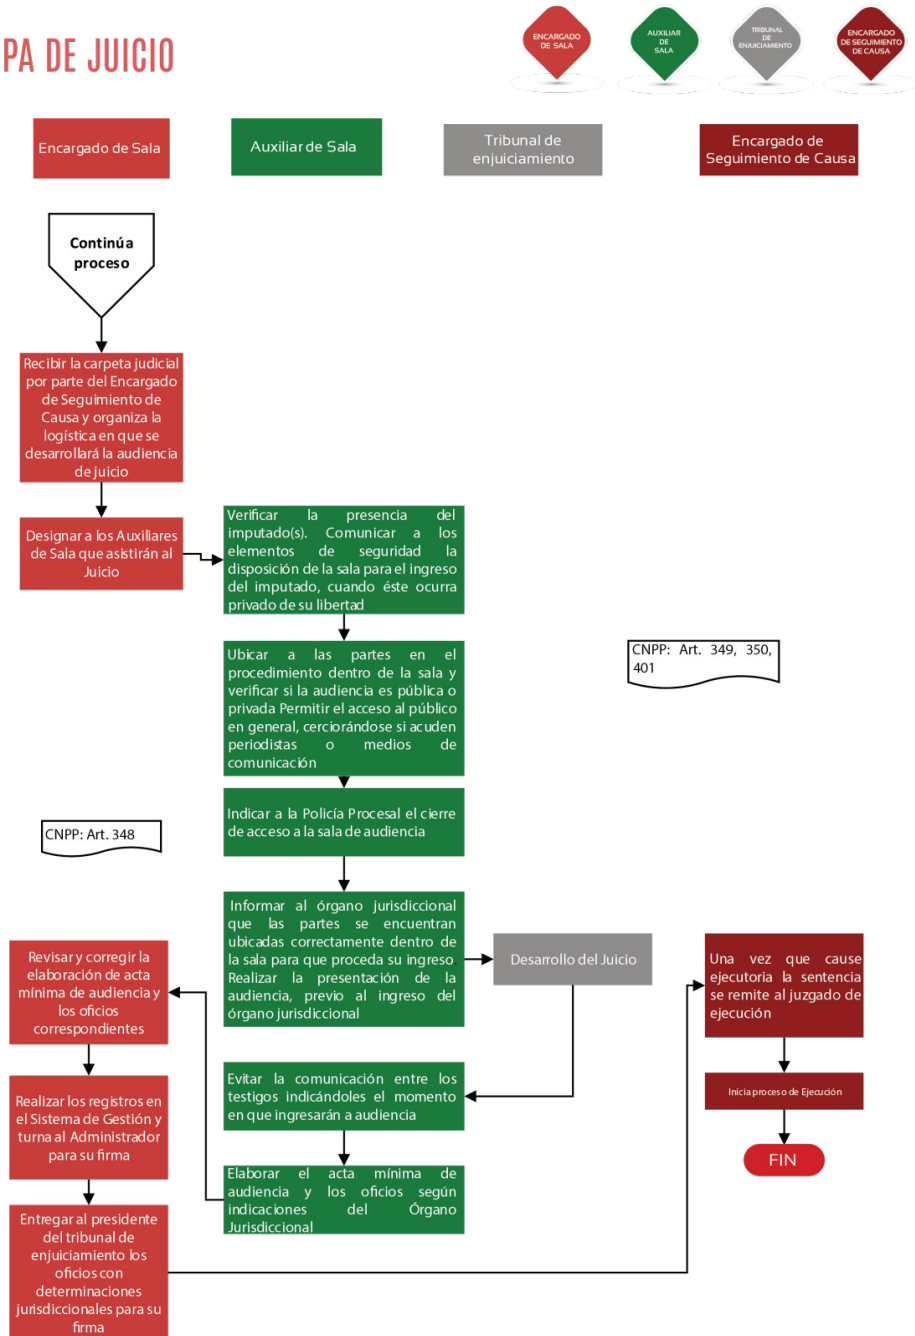 PA DE JUICIO
ENCARGADO
DE SALA
AUXILIAR
DE
SALA
TRIBUNAL
DE
ENJUICIAMIENTO
ENCARGADO
DE SEGUIMIENTO
DE CAUSA
Encargado de Sala
Auxiliar de Sala
Tribunal de
enjuiciamiento
Encargado de
Seguimiento de Causa
Continúa
proceso
Recibir la carpeta judicial
por parte del Encargado
de Seguimiento de
Causa y organiza la
logística en que se
desarrollará la audiencia
de juicio
Designar a los Auxiliares
de Sala que asistirán al
Juicio
Verificar la presencia del
imputado(s). Comunicar a los
elementos de seguridad la
disposición de la sala para el ingreso
del imputado, cuando éste ocurra
privado de su libertad
Ubicar a las partes en el
procedimiento dentro de la sala y
verificar si la audiencia es pública o
privada Permitir el acceso al público
en general, cerciorándose si acuden
periodistas o medios de
comunicación
CNPP: Art. 349, 350,
401
Indicar a la Policía Procesal el cierre
de acceso a la sala de audiencia
CNPP: Art. 348
Informar al órgano jurisdiccional
que las partes se encuentran
ubicadas correctamente dentro de
la sala para que proceda su ingreso.
Realizar la presentación de la
audiencia, previo al ingreso del
órgano jurisdiccional
Desarrollo del Juicio
Evitar la comunicación entre los
testigos indicándoles el momento
en que ingresarán a audiencia
Elaborar el acta mínima de
audiencia y los oficios según
indicaciones del Órgano
Jurisdiccional
Revisar y corregir la
elaboración de acta
mínima de audiencia y
los oficios
correspondientes
Realizar los registros en
el Sistema de Gestión y
turna al Administrador
para su firma
Entregar al presidente
del tribunal de
enjuiciamiento los
oficios con
determinaciones
jurisdiccionales para su
firma
Una vez que cause
ejecutoria la sentencia
se remite al juzgado de
ejecución
Inicia proceso de Ejecución
FIN